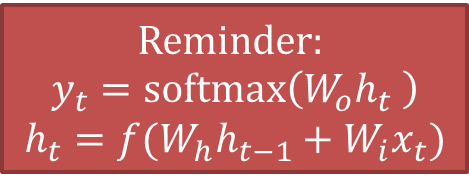 Reminder:
yₜ = softmax(Wₒhₜ )
hₜ = f(Wₕhₜ₋₁ + Wᵢxₜ)